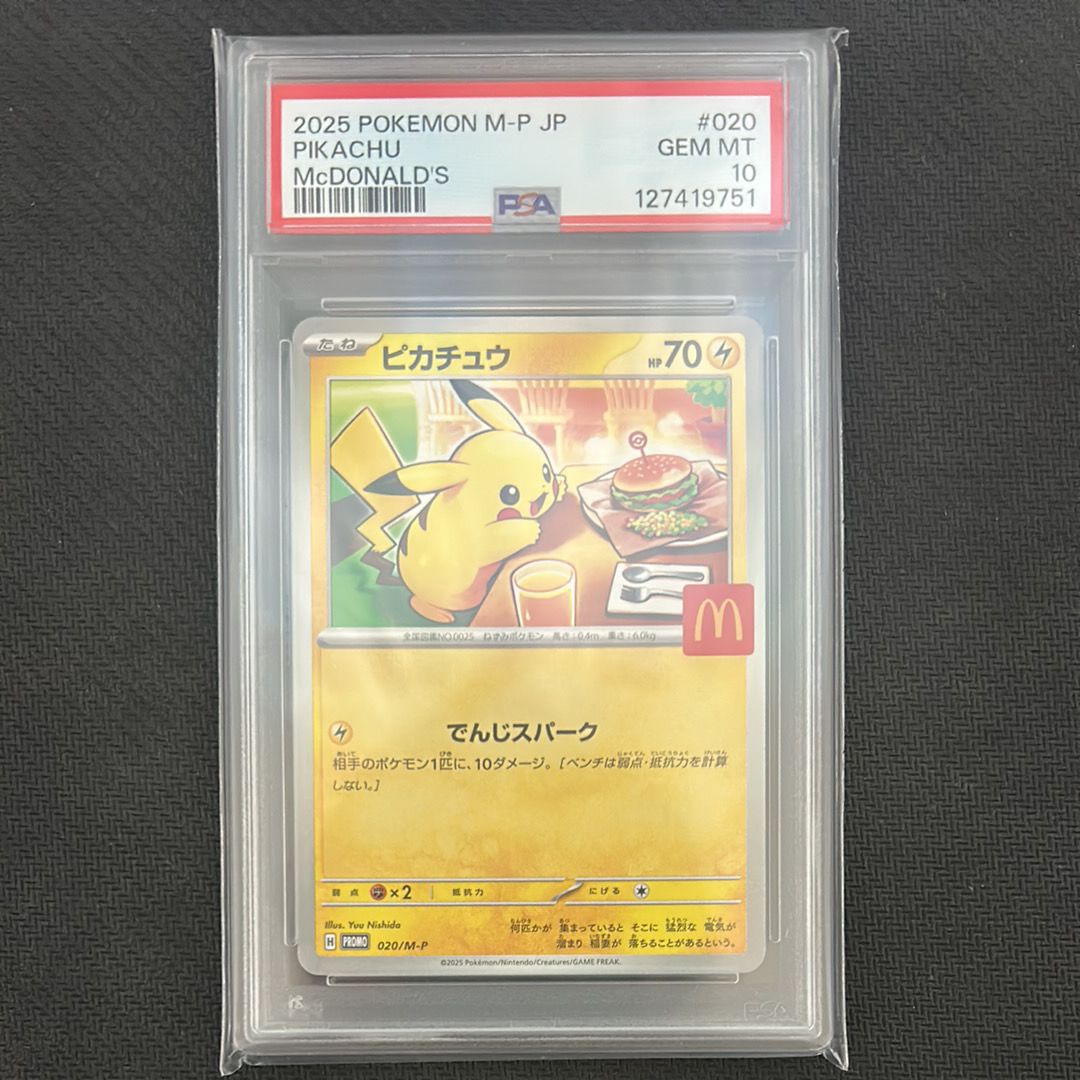 2025 POKEMON M-P JP #020
PIKACHU GEM MT
McDONALD'S 10
PSA 127419751
たね ピカチュウ HP70
全国図鑑NO.0025 ねずみポケモン 高さ:0.4m 重さ:6.0kg
M
でんじスパーク
相手のポケモン1匹に、10ダメージ。[ベンチは弱点・抵抗力を計算
しない。]
弱点 ×2 抵抗力 にげる
Illus. Yuu Nishida
何匹かが 集まっていると そこに 猛烈な 電気が
溜まり 稲妻が 落ちることがあるという。
H PROMO 020/M-P
©2025 Pokémon/Nintendo/Creatures/GAME FREAK.
PSA